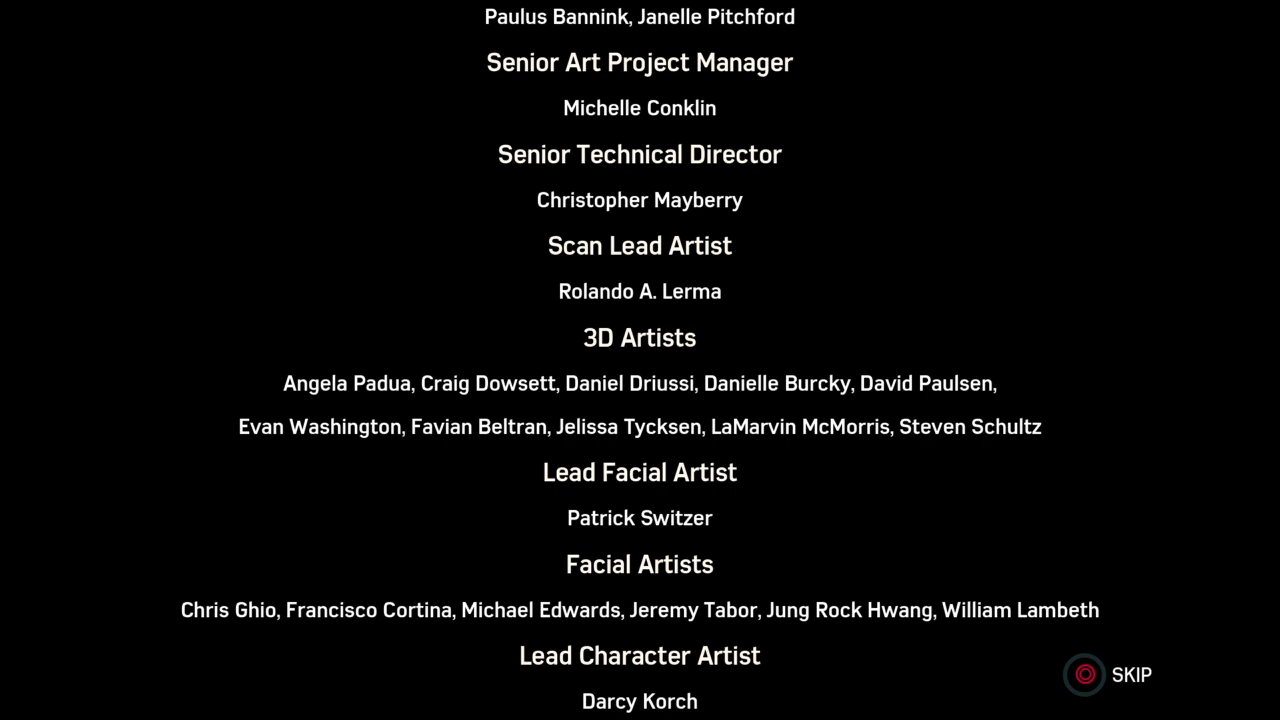 Paulus Bannink, Janelle Pitchford
Senior Art Project Manager
Michelle Conklin
Senior Technical Director
Christopher Mayberry
Scan Lead Artist
Rolando A. Lerma
3D Artists
Angela Padua, Craig Dowsett, Daniel Driussi, Danielle Burcky, David Paulsen,
Evan Washington, Favian Beltran, Jelissa Tycksen, LaMarvin McMorris, Steven Schultz
Lead Facial Artist
Patrick Switzer
Facial Artists
Chris Ghio, Francisco Cortina, Michael Edwards, Jeremy Tabor, Jung Rock Hwang, William Lambeth
Lead Character Artist
SKIP
Darcy Korch